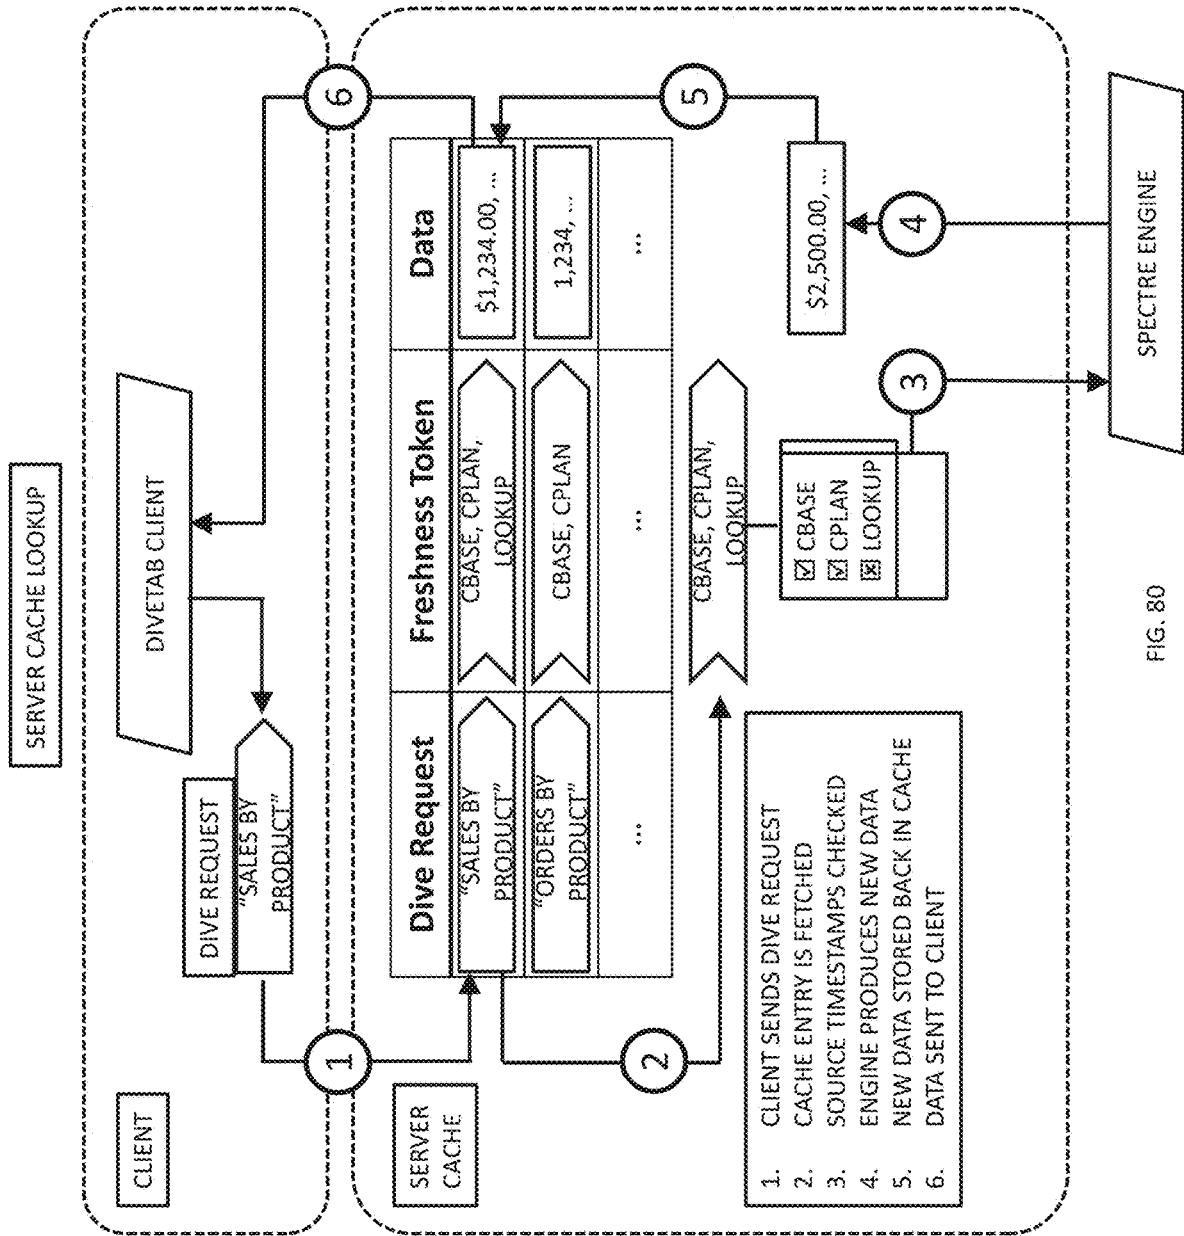 SERVER CACHE LOOKUP
CLIENT
DIVETAB CLIENT
DIVE REQUEST
"SALES BY
PRODUCT"
1
6
SERVER
CACHE
Dive Request
Freshness Token
Data
"SALES BY
PRODUCT"
CBASE, CPLAN,
LOOKUP
$1,234.00, ...
"ORDERS BY
PRODUCT"
CBASE, CPLAN
1,234, ...
...
...
...
2
CBASE, CPLAN,
LOOKUP
5
☑ CBASE
☑ CPLAN
☒ LOOKUP
$2,500.00, ...
3
4
1. CLIENT SENDS DIVE REQUEST
2. CACHE ENTRY IS FETCHED
3. SOURCE TIMESTAMPS CHECKED
4. ENGINE PRODUCES NEW DATA
5. NEW DATA STORED BACK IN CACHE
6. DATA SENT TO CLIENT
SPECTRE ENGINE
FIG. 80